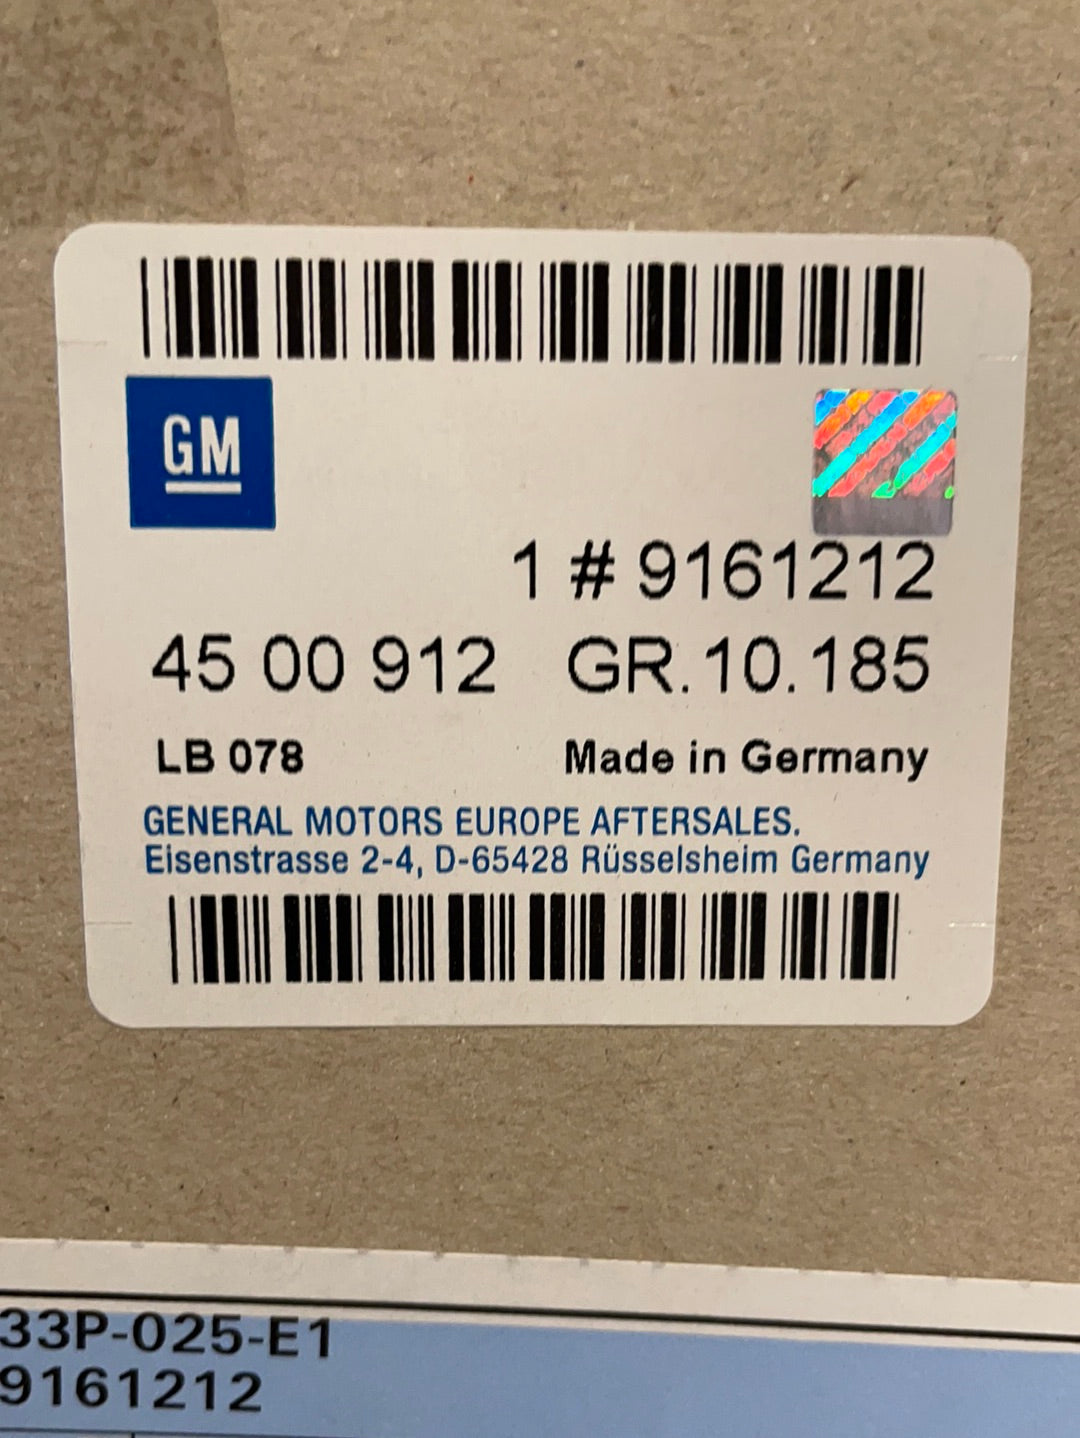 GM
1 # 9161212
45 00 912 GR.10.185
LB 078 Made in Germany
GENERAL MOTORS EUROPE AFTERSALES.
Eisenstrasse 2-4, D-65428 Rüsselsheim Germany
33P-025-E1
9161212